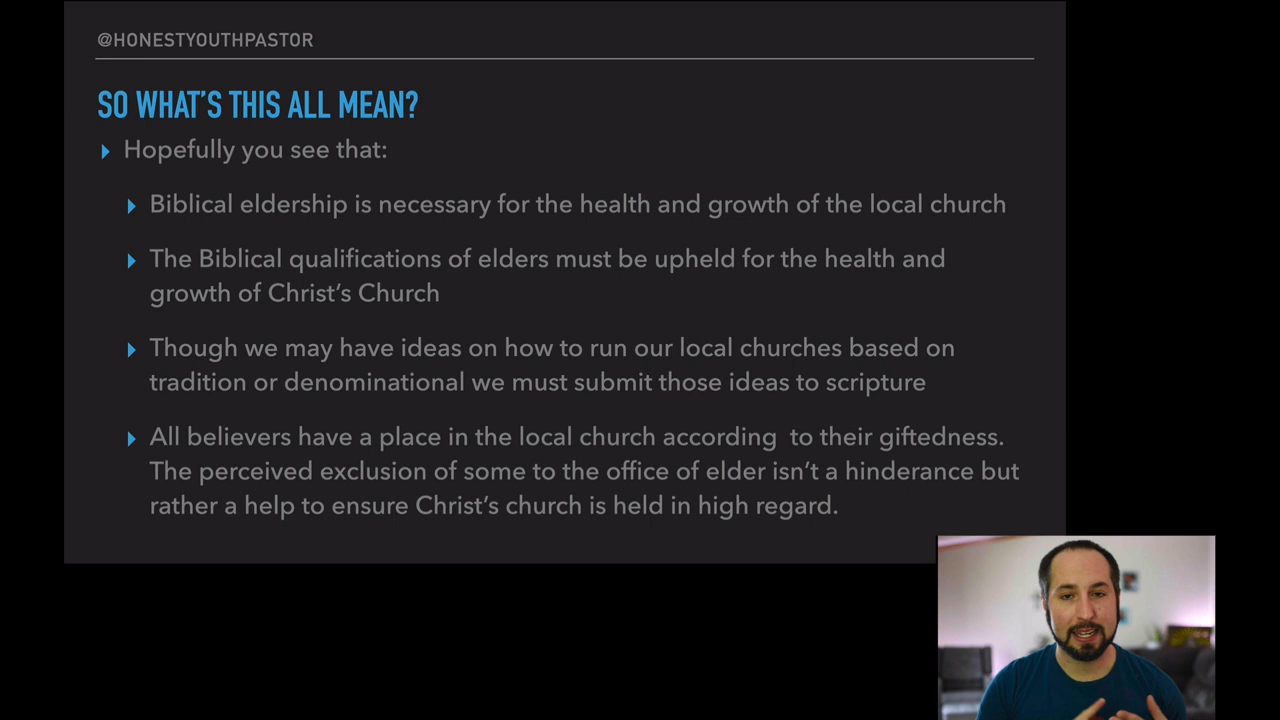 @HONESTYOUTHPASTOR
SO WHAT'S THIS ALL MEAN?
Hopefully you see that:
Biblical eldership is necessary for the health and growth of the local church
The Biblical qualifications of elders must be upheld for the health and
growth of Christ's Church
Though we may have ideas on how to run our local churches based on
tradition or denominational we must submit those ideas to scripture
All believers have a place in the local church according  to their giftedness.
The perceived exclusion of some to the office of elder isn't a hinderance but
rather a help to ensure Christ's church is held in high regard.